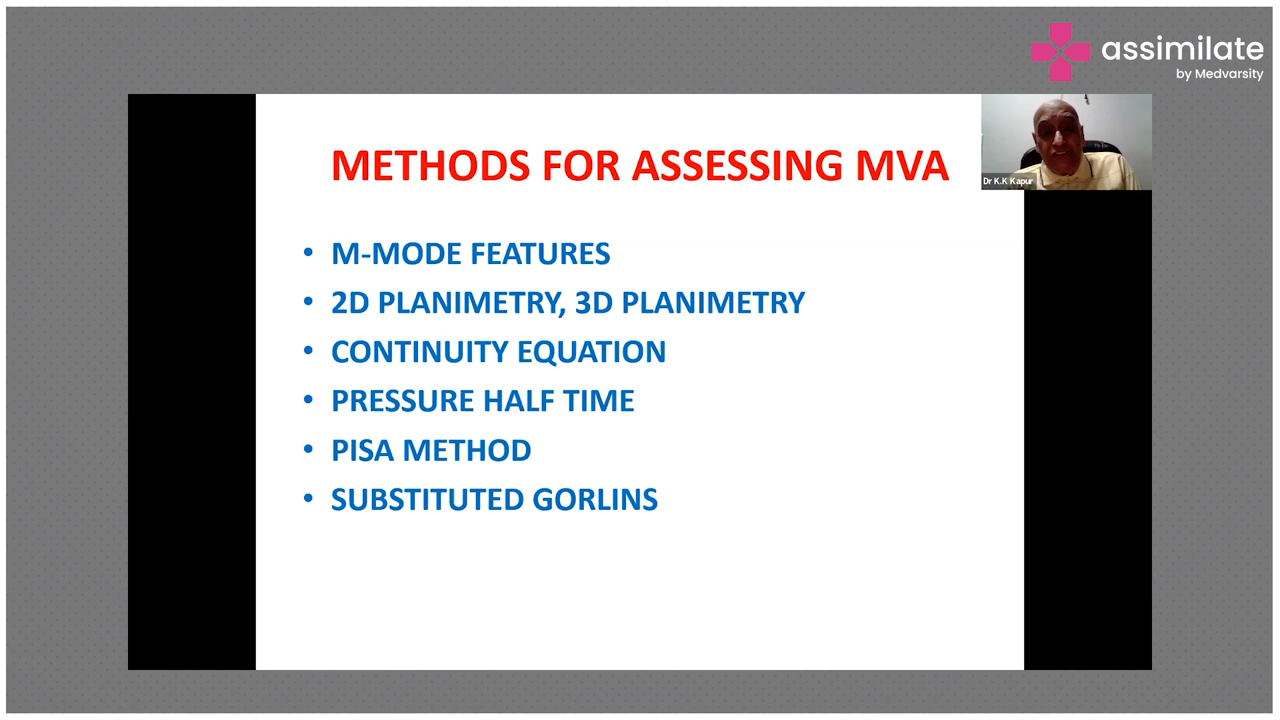 assimilate
by Medvarsity
METHODS FOR ASSESSING MVA
Dr K.K Kapur
• M-MODE FEATURES
• 2D PLANIMETRY, 3D PLANIMETRY
• CONTINUITY EQUATION
• PRESSURE HALF TIME
• PISA METHOD
• SUBSTITUTED GORLINS